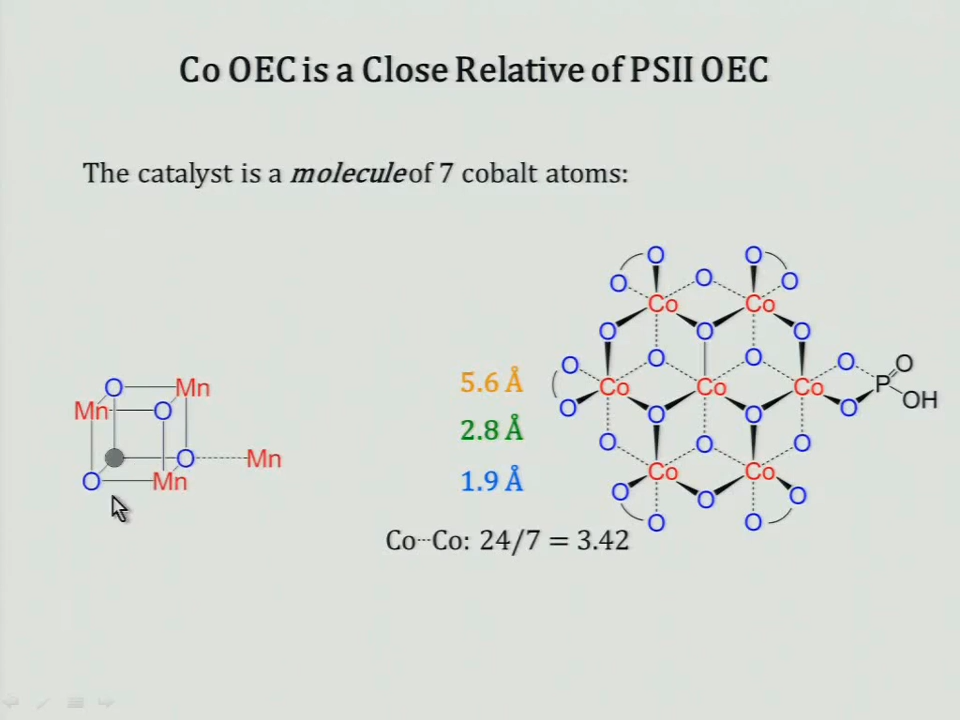 Co OEC is a Close Relative of PSII OEC
The catalyst is a molecule of 7 cobalt atoms:
O Mn
Mn O
O Mn
O Mn
5.6 Å
2.8 Å
1.9 Å
O O
O O O
Co Co
O O O
O O O O
Co Co Co P O
OH
O O O O
O O O
Co Co
O O O
O O
Co···Co: 24/7 = 3.42